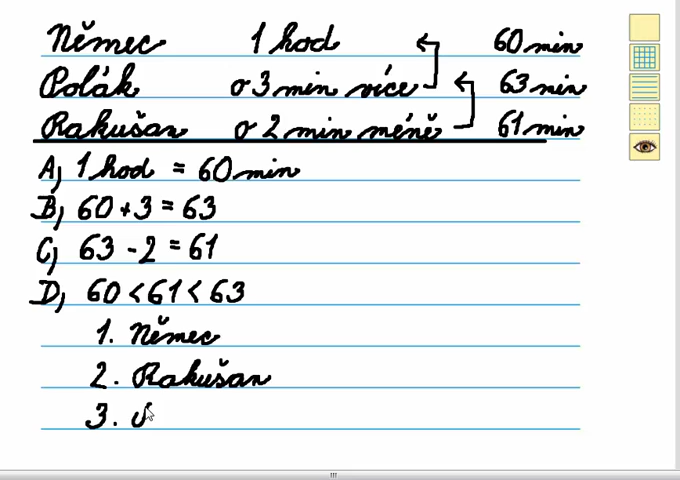 Němec 1 hod 60 min
Polák o 3 min více 63 min
Rakušan o 2 min méně 61 min
A) 1 hod = 60 min
B) 60 + 3 = 63
C) 63 - 2 = 61
D) 60 < 61 < 63
1. Němec
2. Rakušan
3.